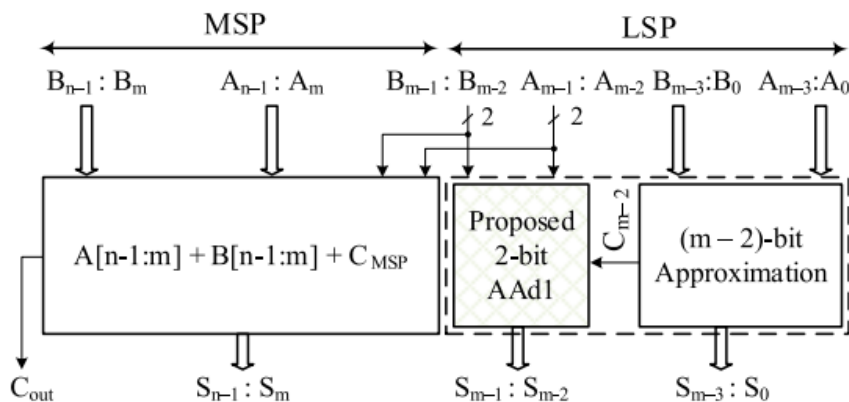 MSP LSP
B_{n-1} : B_m A_{n-1} : A_m B_{m-1} : B_{m-2} A_{m-1} : A_{m-2} B_{m-3}:B_0 A_{m-3}:A_0
2 2
A[n-1:m] + B[n-1:m] + C_{MSP}
Proposed
2-bit
AAd1
C_{m-2}
(m – 2)-bit
Approximation
C_{out} S_{n-1} : S_m S_{m-1} : S_{m-2} S_{m-3} : S_0